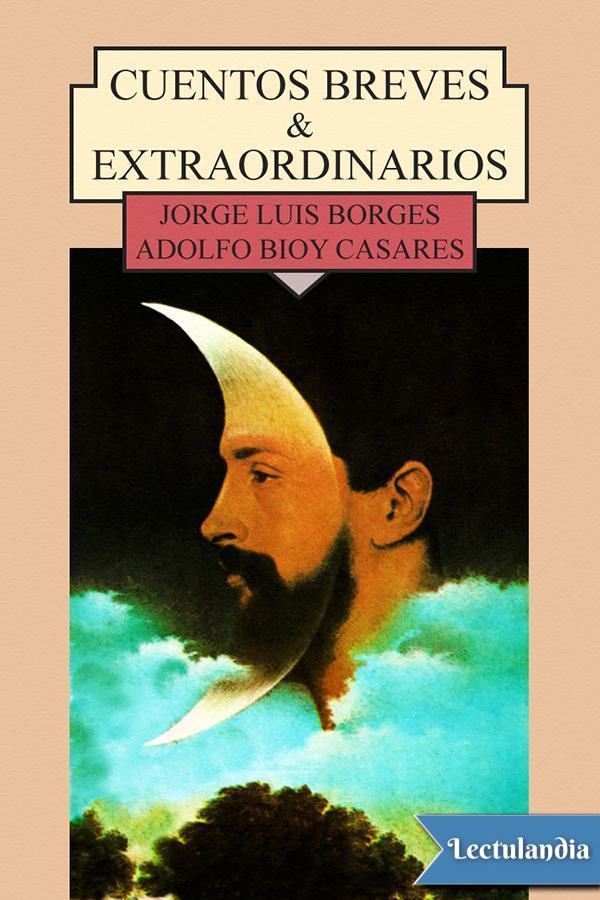 CUENTOS BREVES
&
EXTRAORDINARIOS
JORGE LUIS BORGES
ADOLFO BIOY CASARES
Lectulandia